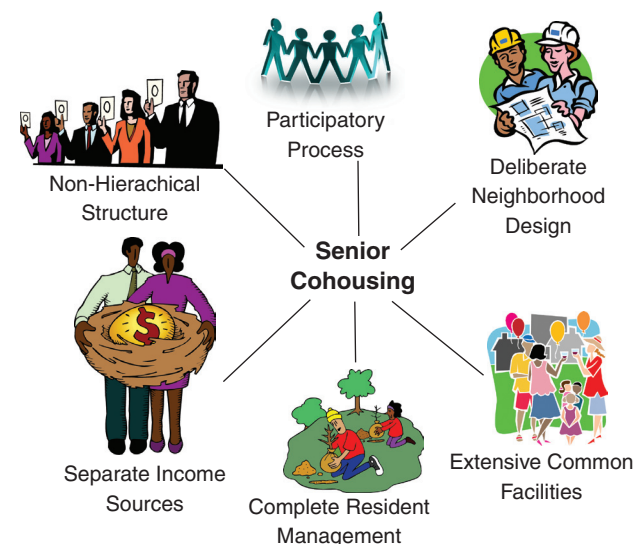 Participatory
Process
Deliberate
Neighborhood
Design
Non-Hierachical
Structure
Senior
Cohousing
$
Separate Income
Sources
Complete Resident
Management
Extensive Common
Facilities